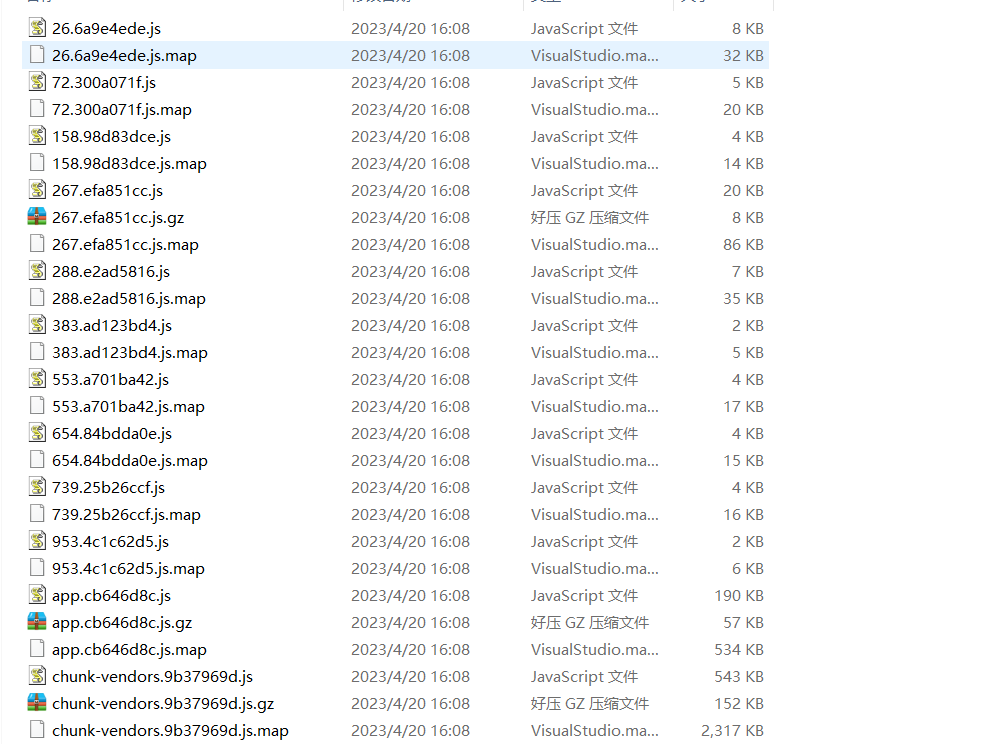 26.6a9e4ede.js 2023/4/20 16:08 JavaScript 文件 8 KB
26.6a9e4ede.js.map 2023/4/20 16:08 VisualStudio.ma... 32 KB
72.300a071f.js 2023/4/20 16:08 JavaScript 文件 5 KB
72.300a071f.js.map 2023/4/20 16:08 VisualStudio.ma... 20 KB
158.98d83dce.js 2023/4/20 16:08 JavaScript 文件 4 KB
158.98d83dce.js.map 2023/4/20 16:08 VisualStudio.ma... 14 KB
267.efa851cc.js 2023/4/20 16:08 JavaScript 文件 20 KB
267.efa851cc.js.gz 2023/4/20 16:08 好压 GZ 压缩文件 8 KB
267.efa851cc.js.map 2023/4/20 16:08 VisualStudio.ma... 86 KB
288.e2ad5816.js 2023/4/20 16:08 JavaScript 文件 7 KB
288.e2ad5816.js.map 2023/4/20 16:08 VisualStudio.ma... 35 KB
383.ad123bd4.js 2023/4/20 16:08 JavaScript 文件 2 KB
383.ad123bd4.js.map 2023/4/20 16:08 VisualStudio.ma... 5 KB
553.a701ba42.js 2023/4/20 16:08 JavaScript 文件 4 KB
553.a701ba42.js.map 2023/4/20 16:08 VisualStudio.ma... 17 KB
654.84bdda0e.js 2023/4/20 16:08 JavaScript 文件 4 KB
654.84bdda0e.js.map 2023/4/20 16:08 VisualStudio.ma... 15 KB
739.25b26ccf.js 2023/4/20 16:08 JavaScript 文件 4 KB
739.25b26ccf.js.map 2023/4/20 16:08 VisualStudio.ma... 16 KB
953.4c1c62d5.js 2023/4/20 16:08 JavaScript 文件 2 KB
953.4c1c62d5.js.map 2023/4/20 16:08 VisualStudio.ma... 6 KB
app.cb646d8c.js 2023/4/20 16:08 JavaScript 文件 190 KB
app.cb646d8c.js.gz 2023/4/20 16:08 好压 GZ 压缩文件 57 KB
app.cb646d8c.js.map 2023/4/20 16:08 VisualStudio.ma... 534 KB
chunk-vendors.9b37969d.js 2023/4/20 16:08 JavaScript 文件 543 KB
chunk-vendors.9b37969d.js.gz 2023/4/20 16:08 好压 GZ 压缩文件 152 KB
chunk-vendors.9b37969d.js.map 2023/4/20 16:08 VisualStudio.ma... 2,317 KB